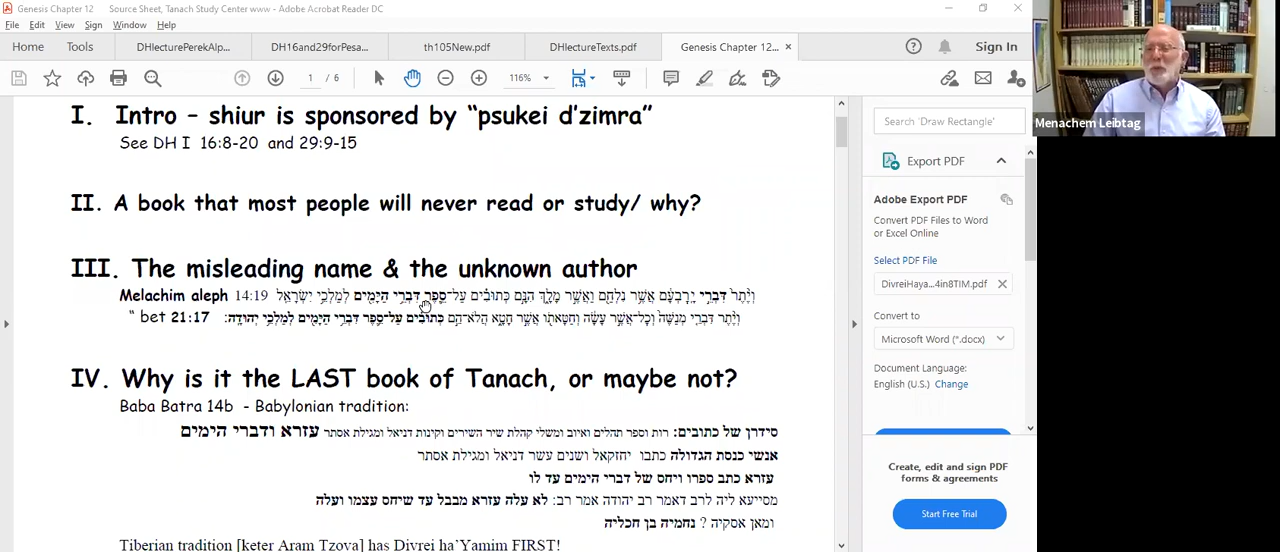 Genesis Chapter 12 Source Sheet, Tanach Study Center www - Adobe Acrobat Reader DC
File Edit View Sign Window Help
Home Tools DHlecturePerekAlp... DH16and29forPesa... th105New.pdf DHlectureTexts.pdf Genesis Chapter 12... × Sign In
1 / 6 116%
I. Intro – shiur is sponsored by “psukei d’zimra”
See DH I 16:8-20 and 29:9-15
II. A book that most people will never read or study/ why?
III. The misleading name & the unknown author
Melachim aleph 14:19 וְיֶ֙תֶר֙ דִּבְרֵ֣י יָרׇבְעָ֔ם אֲשֶׁ֥ר נִלְחַ֖ם וַאֲשֶׁ֣ר מָלָ֑ךְ הִנָּ֣ם כְּתוּבִ֗ים עַל־סֵ֛פֶר דִּבְרֵ֥י הַיָּמִ֖ים לְמַלְכֵ֥י יִשְׂרָאֵֽל
“ bet 21:17 וְיֶ֨תֶר דִּבְרֵ֤י מְנַשֶּׁה֙ וְכׇל־אֲשֶׁ֣ר עָשָׂ֔ה וְחַטָּאת֖וֹ אֲשֶׁ֣ר חָטָ֑א הֲלֹא־הֵ֣ם כְּתוּבִ֗ים עַל־סֵ֛פֶר דִּבְרֵ֥י הַיָּמִ֖ים לְמַלְכֵ֥י יְהוּדָֽה׃
IV. Why is it the LAST book of Tanach, or maybe not?
Baba Batra 14b - Babylonian tradition:
סידרן של כתובים: רות וספר תהלים ואיוב ומשלי קהלת שיר השירים וקינות דניאל ומגילת אסתר עזרא ודברי הימים
אנשי כנסת הגדולה כתבו יחזקאל ושנים עשר דניאל ומגילת אסתר
עזרא כתב ספרו ויחס של דברי הימים עד לו
מסייעא ליה לרב דאמר רב יהודה אמר רב: לא עלה עזרא מבבל עד שיחס עצמו ועלה
ומאן אסקיה ? נחמיה בן חכליה
Tiberian tradition [keter Aram Tzova] has Divrei ha’Yamim FIRST!
Search 'Draw Rectangle'
Export PDF
Adobe Export PDF
Convert PDF Files to Word
or Excel Online
Select PDF File
DivreiHaya...4in8TIM.pdf ×
Convert to
Microsoft Word (*.docx)
Document Language:
English (U.S.) Change
Create, edit and sign PDF
forms & agreements
Start Free Trial
Menachem Leibtag